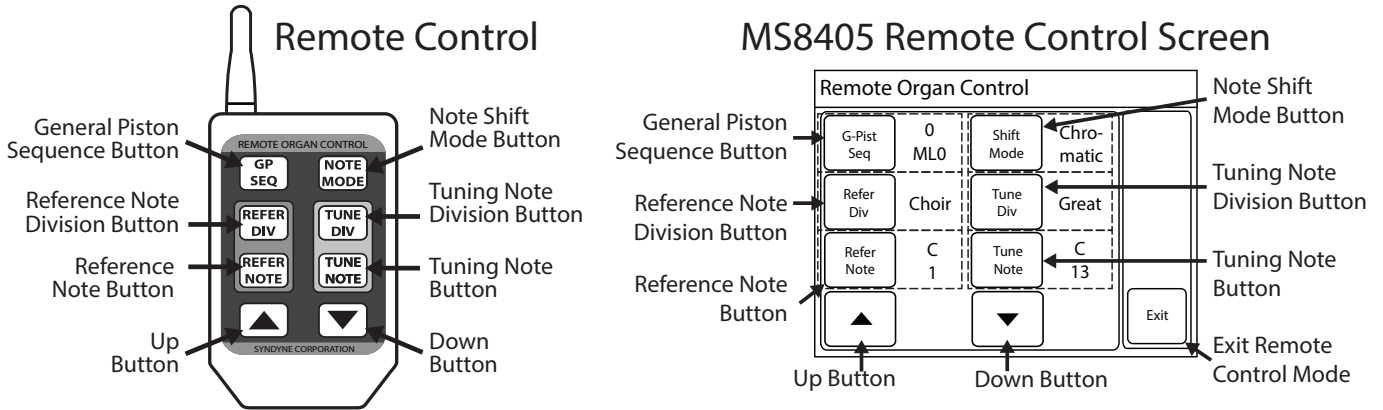 Remote Control
General Piston
Sequence Button
Reference Note
Division Button
Reference
Note Button
Up
Button
REMOTE ORGAN CONTROL
GP
SEQ
NOTE
MODE
REFER
DIV
TUNE
DIV
REFER
NOTE
TUNE
NOTE
SYNDYNE CORPORATION
Note Shift
Mode Button
Tuning Note
Division Button
Tuning Note
Button
Down
Button
MS8405 Remote Control Screen
General Piston
Sequence Button
Reference Note
Division Button
Reference Note
Button
Remote Organ Control
G-Pist
Seq
0
ML0
Shift
Mode
Chro-
matic
Refer
Div
Choir
Tune
Div
Great
Refer
Note
C
1
Tune
Note
C
13
Exit
Up Button
Down Button
Note Shift
Mode Button
Tuning Note
Division Button
Tuning Note
Button
Exit Remote
Control Mode